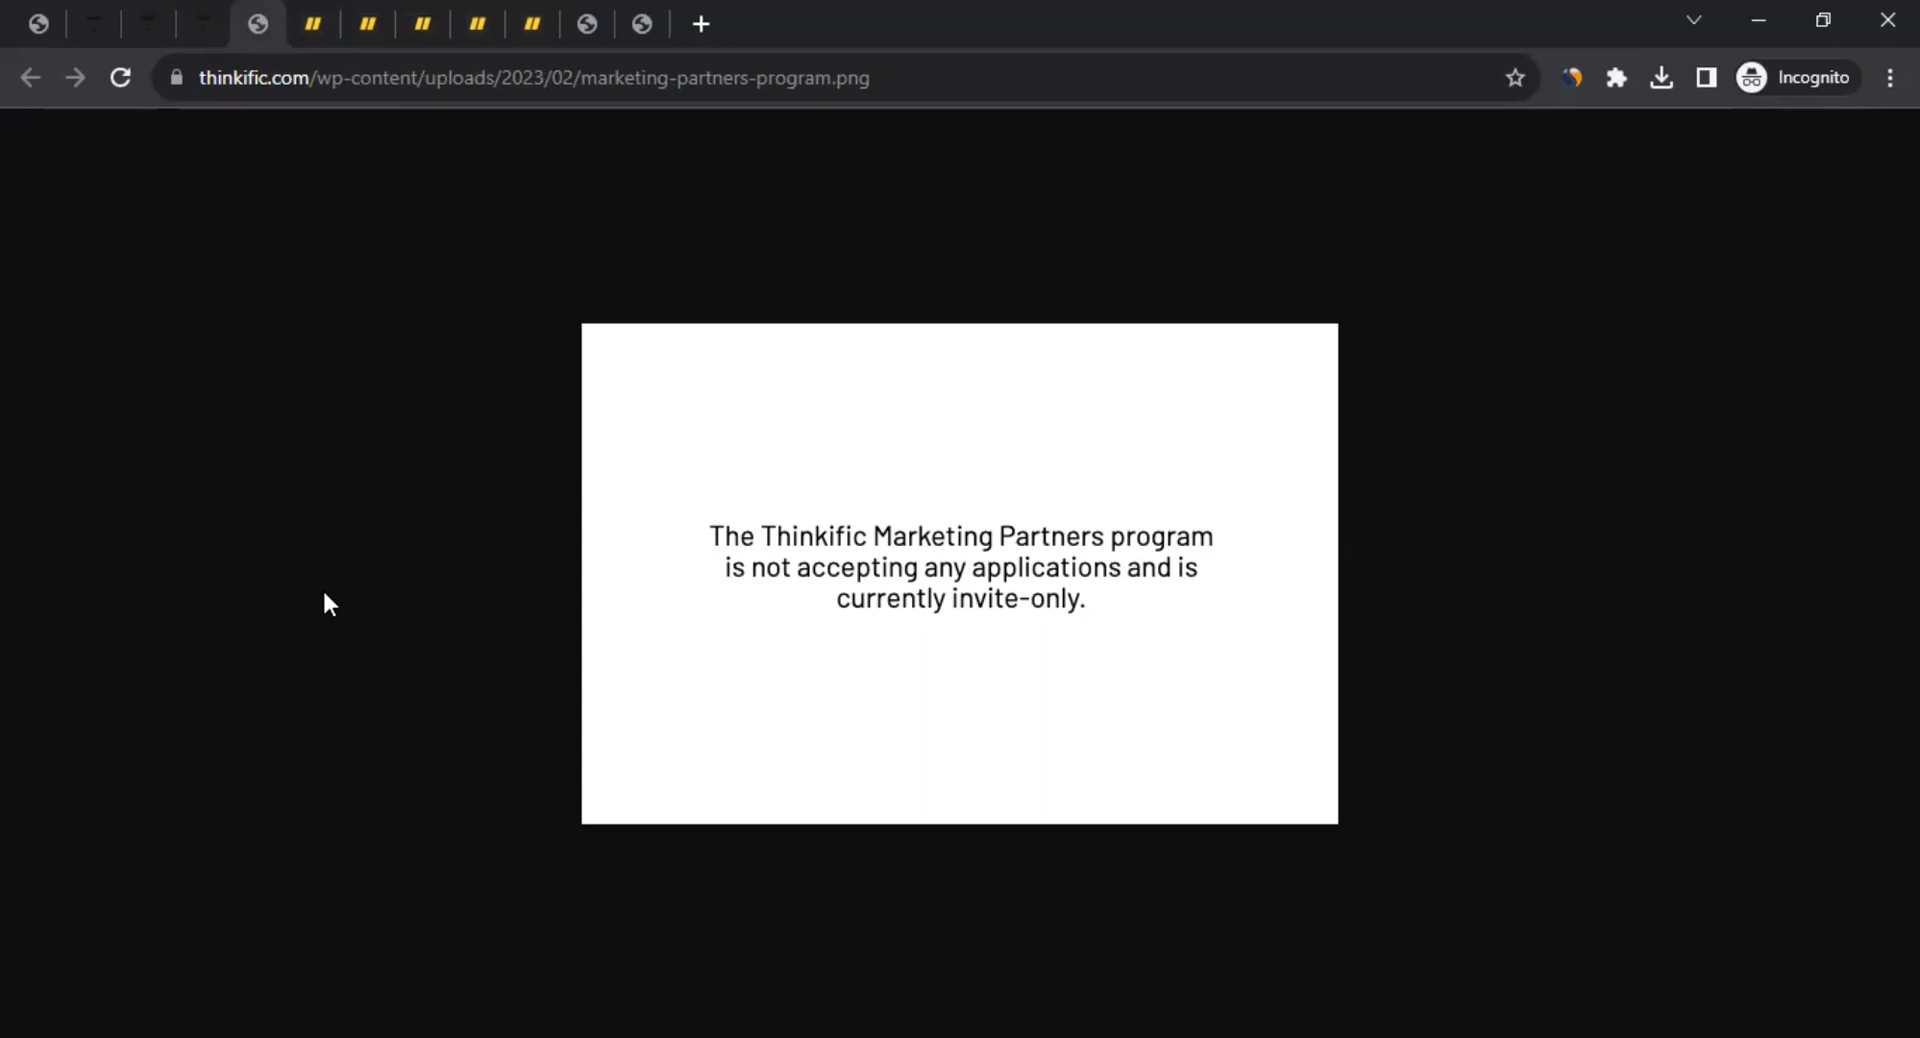 thinkific.com/wp-content/uploads/2023/02/marketing-partners-program.png
Incognito
The Thinkific Marketing Partners program
is not accepting any applications and is
currently invite-only.